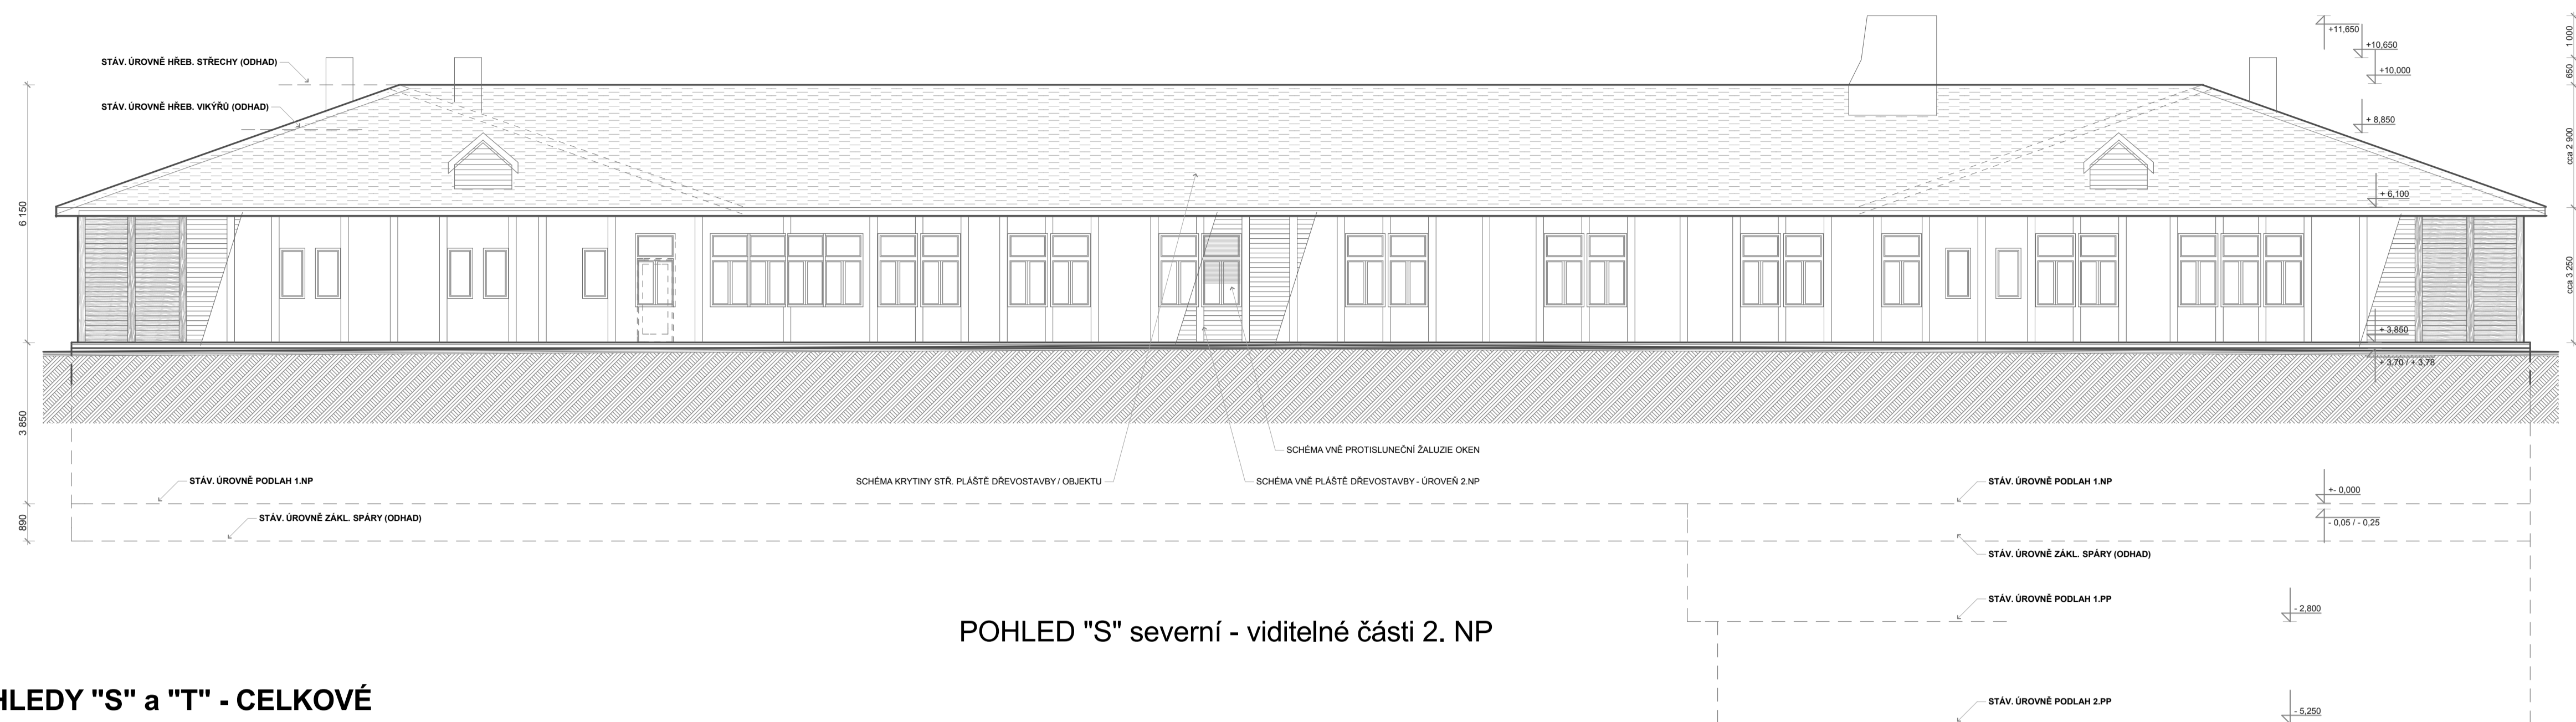 STÁV. ÚROVNĚ HŘEB. STŘECHY (ODHAD)
STÁV. ÚROVNĚ HŘEB. VIKÝŘŮ (ODHAD)
+11,650
+10,650
+10,000
+ 8,850
+ 6,100
+ 3,850
+ 3,70 / + 3,78
1 000
650
cca 2 900
cca 3 250
6 150
3 850
890
SCHÉMA VNĚ PROTISLUNEČNÍ ŽALUZIE OKEN
SCHÉMA KRYTINY STŘ. PLÁŠTĚ DŘEVOSTAVBY / OBJEKTU
SCHÉMA VNĚ PLÁŠTĚ DŘEVOSTAVBY - ÚROVEŇ 2.NP
STÁV. ÚROVNĚ PODLAH 1.NP
STÁV. ÚROVNĚ PODLAH 1.NP
+- 0,000
STÁV. ÚROVNĚ ZÁKL. SPÁRY (ODHAD)
- 0,05 / - 0,25
STÁV. ÚROVNĚ ZÁKL. SPÁRY (ODHAD)
STÁV. ÚROVNĚ PODLAH 1.PP
- 2,800
POHLED "S" severní - viditelné části 2. NP
HLEDY "S" a "T" - CELKOVÉ
STÁV. ÚROVNĚ PODLAH 2.PP
- 5,250